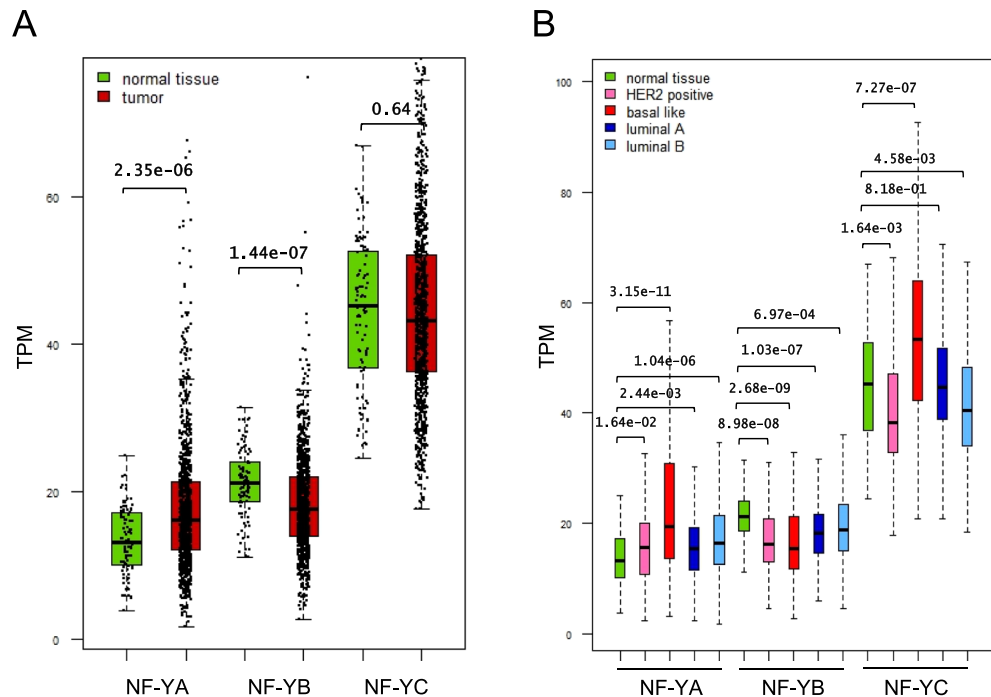 A
normal tissue
tumor
2.35e-06
1.44e-07
0.64
TPM
60
40
20
0
NF-YA NF-YB NF-YC
B
normal tissue
HER2 positive
basal like
luminal A
luminal B
7.27e-07
4.58e-03
8.18e-01
1.64e-03
3.15e-11
6.97e-04
1.04e-06
1.03e-07
2.44e-03
2.68e-09
1.64e-02
8.98e-08
TPM
100
80
60
40
20
0
NF-YA NF-YB NF-YC